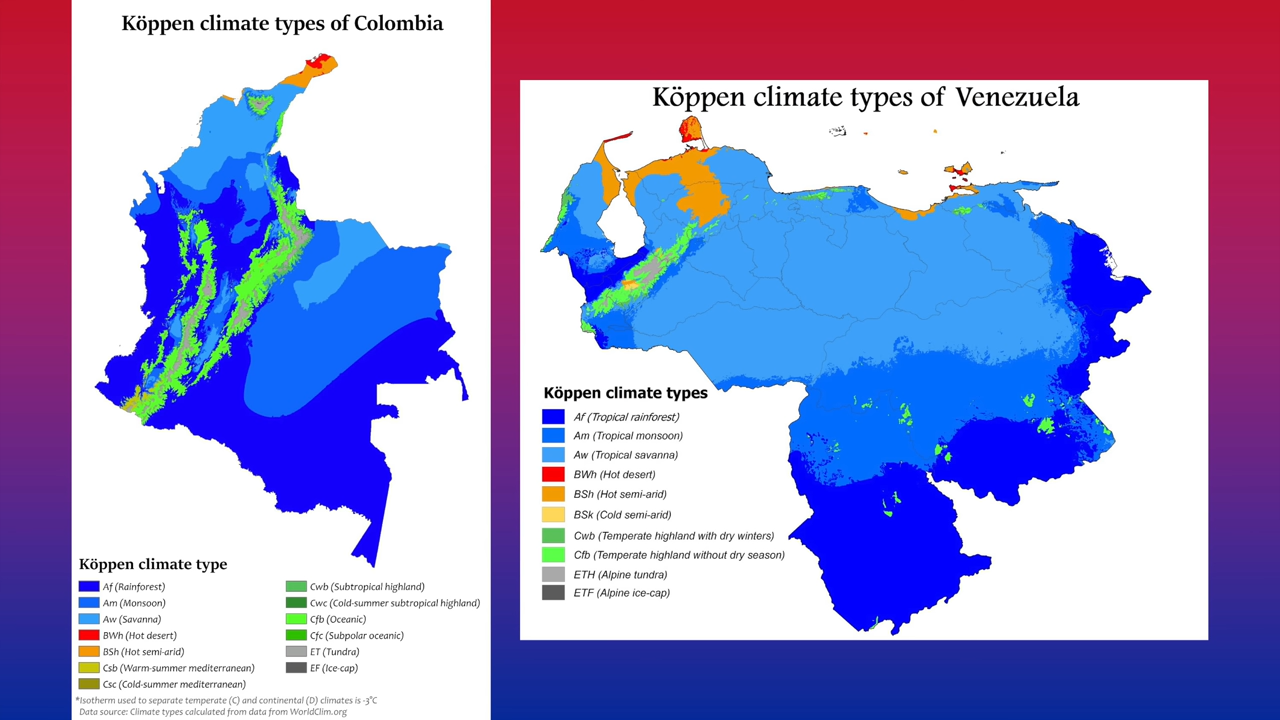 Köppen climate types of Colombia
Köppen climate type
Af (Rainforest)
Am (Monsoon)
Aw (Savanna)
BWh (Hot desert)
BSh (Hot semi-arid)
Csb (Warm-summer mediterranean)
Csc (Cold-summer mediterranean)
Cwb (Subtropical highland)
Cwc (Cold-summer subtropical highland)
Cfb (Oceanic)
Cfc (Subpolar oceanic)
ET (Tundra)
EF (Ice-cap)
*Isotherm used to separate temperate (C) and continental (D) climates is -3°C
Data source: Climate types calculated from data from WorldClim.org
Köppen climate types of Venezuela
Köppen climate types
Af (Tropical rainforest)
Am (Tropical monsoon)
Aw (Tropical savanna)
BWh (Hot desert)
BSh (Hot semi-arid)
BSk (Cold semi-arid)
Cwb (Temperate highland with dry winters)
Cfb (Temperate highland without dry season)
ETH (Alpine tundra)
ETF (Alpine ice-cap)